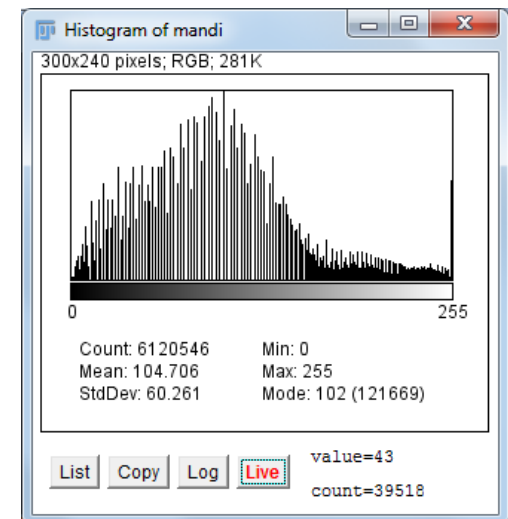 Histogram of mandi
300x240 pixels; RGB; 281K
0 255
Count: 6120546 Min: 0
Mean: 104.706 Max: 255
StdDev: 60.261 Mode: 102 (121669)
List Copy Log Live value=43
count=39518